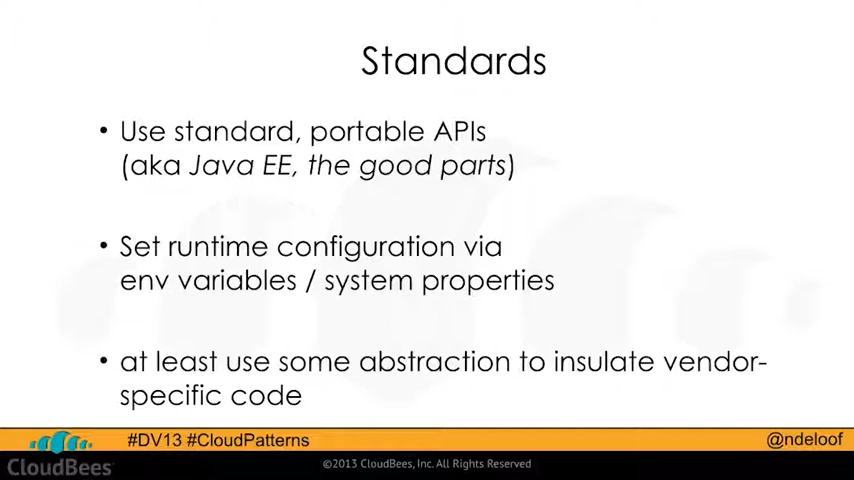 Standards
• Use standard, portable APIs
(aka Java EE, the good parts)
• Set runtime configuration via
env variables / system properties
• at least use some abstraction to insulate vendor-
specific code
#DV13 #CloudPatterns
@ndeloof
CloudBees
©2013 CloudBees, Inc. All Rights Reserved